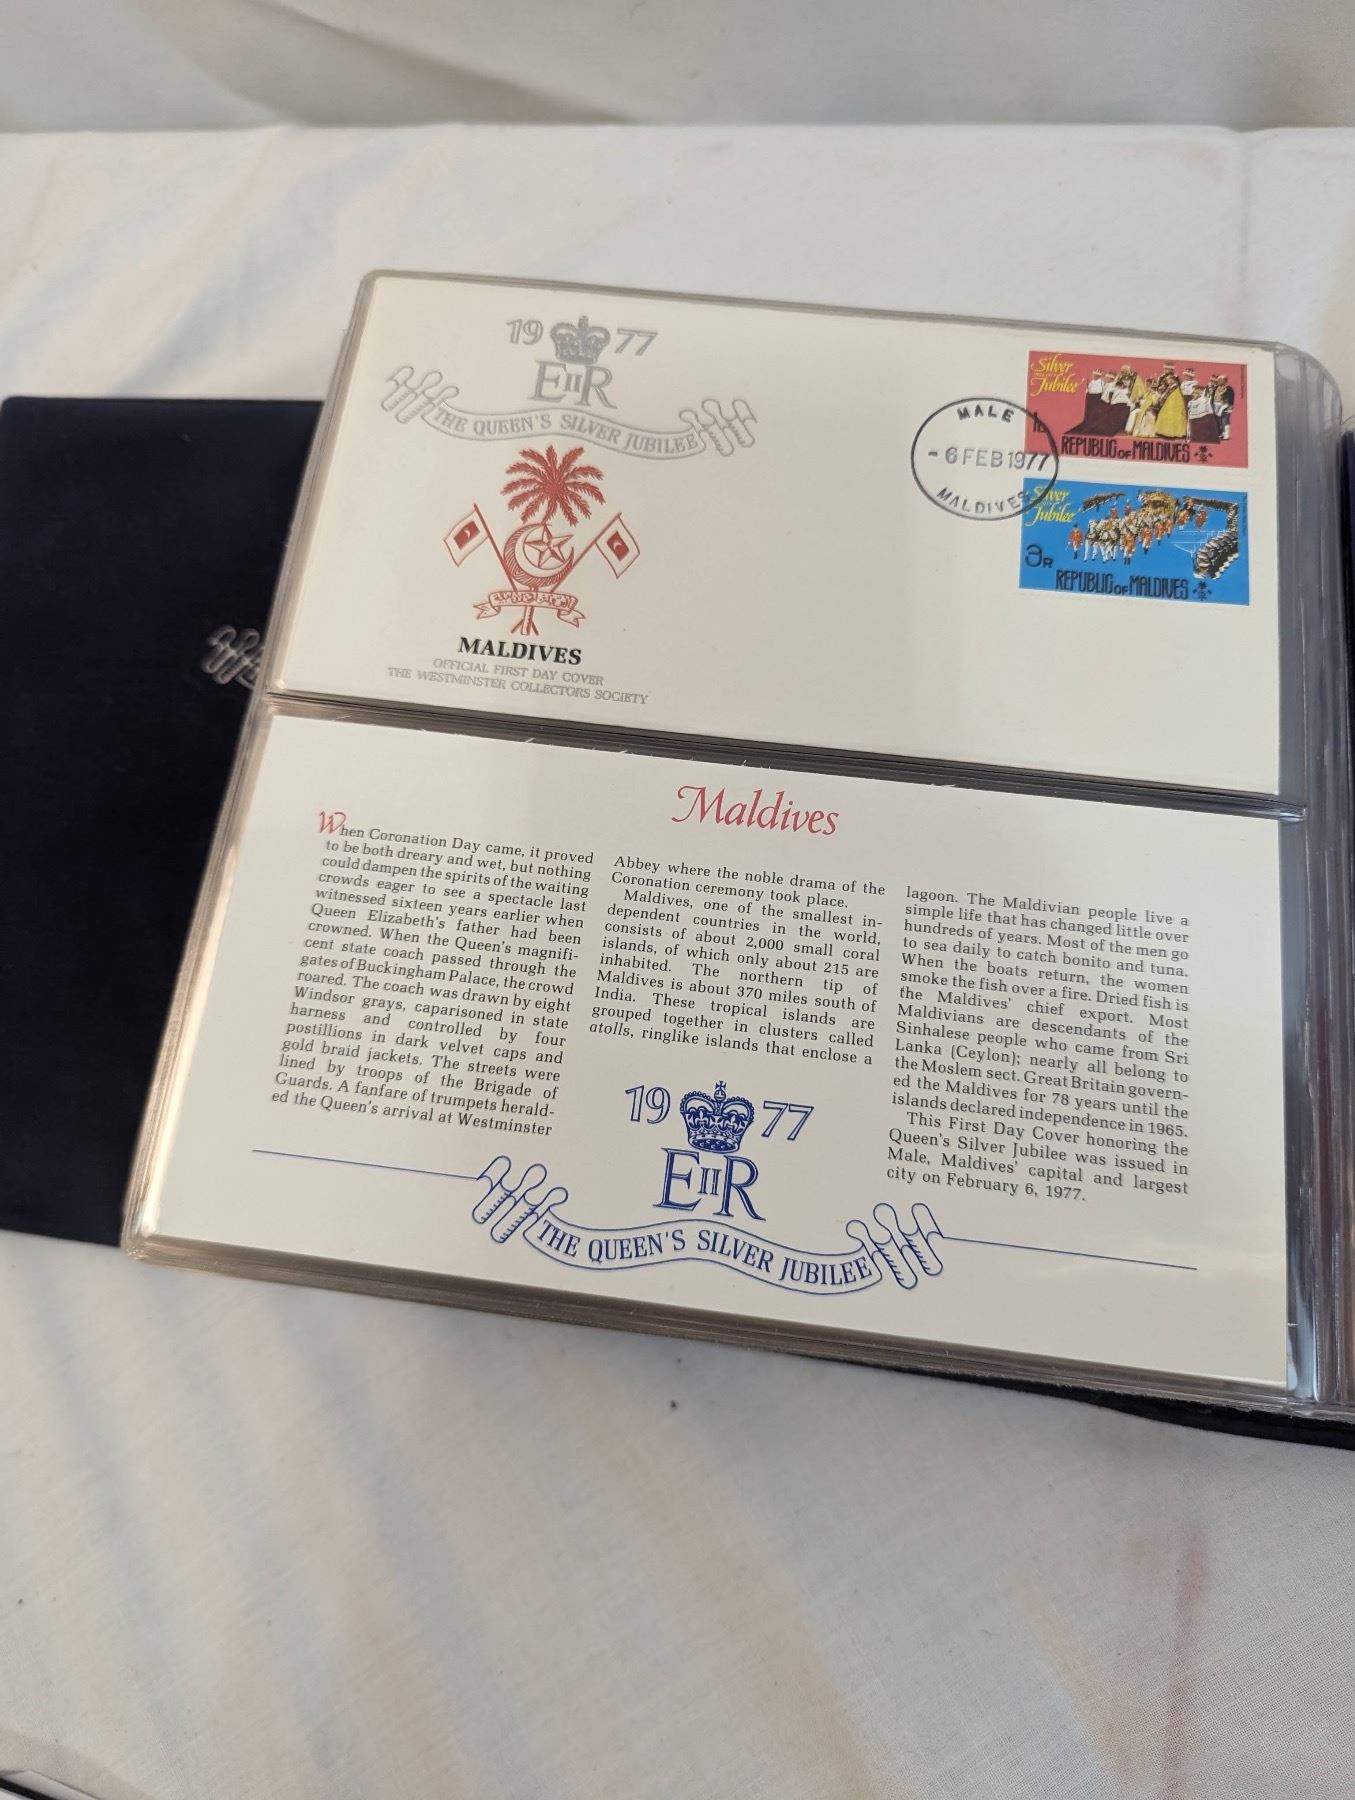 19 77
EIIR
THE QUEEN'S SILVER JUBILEE
MALDIVES
OFFICIAL FIRST DAY COVER
THE WESTMINSTER COLLECTORS SOCIETY
MALE
- 6 FEB 1977
MALDIVES
Silver
Jubilee
REPUBLIC OF MALDIVES
Silver
Jubilee
3R
REPUBLIC OF MALDIVES
Maldives
When Coronation Day came, it proved
to be both dreary and wet, but nothing
could dampen the spirits of the waiting
crowds eager to see a spectacle last
witnessed sixteen years earlier when
Queen Elizabeth's father had been
crowned. When the Queen's magnifi-
cent state coach passed through the
gates of Buckingham Palace, the crowd
roared. The coach was drawn by eight
Windsor grays, caparisoned in state
harness and controlled by four
postillions in dark velvet caps and
gold braid jackets. The streets were
lined by troops of the Brigade of
Guards. A fanfare of trumpets herald-
ed the Queen's arrival at Westminster
Abbey where the noble drama of the
Coronation ceremony took place.
Maldives, one of the smallest in-
dependent countries in the world,
consists of about 2,000 small coral
islands, of which only about 215 are
inhabited. The northern tip of
Maldives is about 370 miles south of
India. These tropical islands are
grouped together in clusters called
atolls, ringlike islands that enclose a
lagoon. The Maldivian people live a
simple life that has changed little over
hundreds of years. Most of the men go
to sea daily to catch bonito and tuna.
When the boats return, the women
smoke the fish over a fire. Dried fish is
the Maldives' chief export. Most
Maldivians are descendants of the
Sinhalese people who came from Sri
Lanka (Ceylon); nearly all belong to
the Moslem sect. Great Britain govern-
ed the Maldives for 78 years until the
islands declared independence in 1965.
This First Day Cover honoring the
Queen's Silver Jubilee was issued in
Male, Maldives' capital and largest
city on February 6, 1977.
19 77
EIIR
THE QUEEN'S SILVER JUBILEE